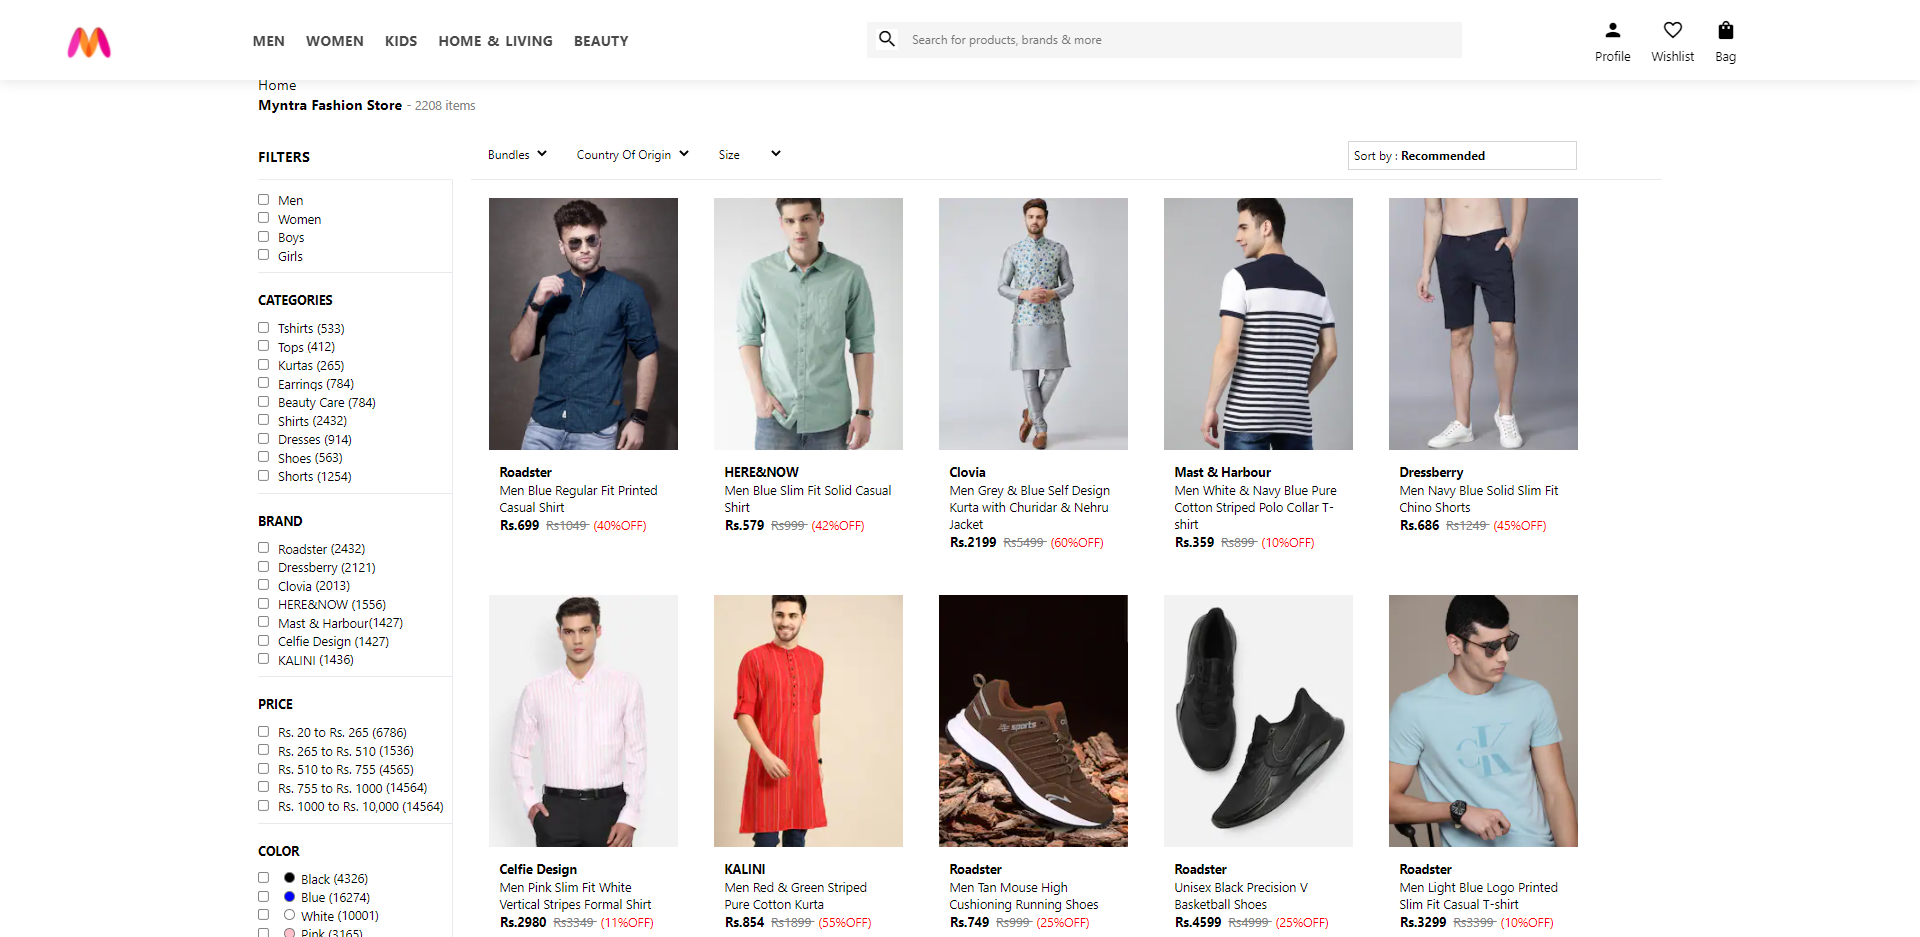 MEN WOMEN KIDS HOME & LIVING BEAUTY
Search for products, brands & more
Profile Wishlist Bag
Home
Myntra Fashion Store - 2208 items
FILTERS
Bundles Country Of Origin Size
Sort by : Recommended
Men
Women
Boys
Girls
CATEGORIES
Tshirts (533)
Tops (412)
Kurtas (265)
Earrings (784)
Beauty Care (784)
Shirts (2432)
Dresses (914)
Shoes (563)
Shorts (1254)
BRAND
Roadster (2432)
Dressberry (2121)
Clovia (2013)
HERE&NOW (1556)
Mast & Harbour(1427)
Celfie Design (1427)
KALINI (1436)
PRICE
Rs. 20 to Rs. 265 (6786)
Rs. 265 to Rs. 510 (1536)
Rs. 510 to Rs. 755 (4565)
Rs. 755 to Rs. 1000 (14564)
Rs. 1000 to Rs. 10,000 (14564)
COLOR
Black (4326)
Blue (16274)
White (10001)
Pink (3165)
Roadster
Men Blue Regular Fit Printed
Casual Shirt
Rs.699 Rs1049 (40%OFF)
HERE&NOW
Men Blue Slim Fit Solid Casual
Shirt
Rs.579 Rs999 (42%OFF)
Clovia
Men Grey & Blue Self Design
Kurta with Churidar & Nehru
Jacket
Rs.2199 Rs5499 (60%OFF)
Mast & Harbour
Men White & Navy Blue Pure
Cotton Striped Polo Collar T-
shirt
Rs.359 Rs899 (10%OFF)
Dressberry
Men Navy Blue Solid Slim Fit
Chino Shorts
Rs.686 Rs1249 (45%OFF)
Celfie Design
Men Pink Slim Fit White
Vertical Stripes Formal Shirt
Rs.2980 Rs3349 (11%OFF)
KALINI
Men Red & Green Striped
Pure Cotton Kurta
Rs.854 Rs1899 (55%OFF)
sports
Roadster
Men Tan Mouse High
Cushioning Running Shoes
Rs.749 Rs999 (25%OFF)
Roadster
Unisex Black Precision V
Basketball Shoes
Rs.4599 Rs4999 (25%OFF)
CK
Roadster
Men Light Blue Logo Printed
Slim Fit Casual T-shirt
Rs.3299 Rs3399 (10%OFF)